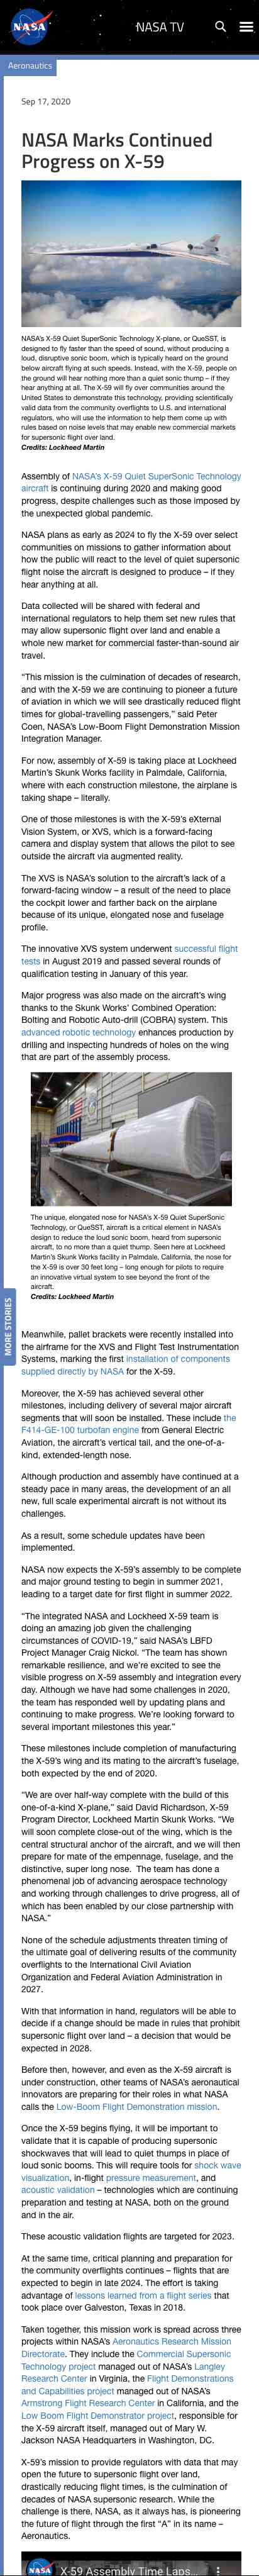 NASA
NASA TV
Aeronautics
Sep 17, 2020
NASA Marks Continued
Progress on X-59
NASA's X-59 Quiet SuperSonic Technology X-plane, or QueSST, is
designed to fly faster than the speed of sound, without producing a
loud, disruptive sonic boom, which is typically heard on the ground
below aircraft flying at such speeds. Instead, with the X-59, people on
the ground will hear nothing more than a quiet sonic thump – if they
hear anything at all. The X-59 will fly over communities around the
United States to demonstrate this technology, providing scientifically
valid data from the community overflights to U.S. and international
regulators, who will use the information to help them come up with
rules based on noise levels that may enable new commercial markets
for supersonic flight over land.
Credits: Lockheed Martin
Assembly of NASA's X-59 Quiet SuperSonic Technology
aircraft is continuing during 2020 and making good
progress, despite challenges such as those imposed by
the unexpected global pandemic.
NASA plans as early as 2024 to fly the X-59 over select
communities on missions to gather information about
how the public will react to the level of quiet supersonic
flight noise the aircraft is designed to produce – if they
hear anything at all.
Data collected will be shared with federal and
international regulators to help them set new rules that
may allow supersonic flight over land and enable a
whole new market for commercial faster-than-sound air
travel.
“This mission is the culmination of decades of research,
and with the X-59 we are continuing to pioneer a future
of aviation in which we will see drastically reduced flight
times for global-travelling passengers,” said Peter
Coen, NASA's Low-Boom Flight Demonstration Mission
Integration Manager.
For now, assembly of X-59 is taking place at Lockheed
Martin's Skunk Works facility in Palmdale, California,
where with each construction milestone, the airplane is
taking shape – literally.
One of those milestones is with the X-59's eXternal
Vision System, or XVS, which is a forward-facing
camera and display system that allows the pilot to see
outside the aircraft via augmented reality.
The XVS is NASA's solution to the aircraft's lack of a
forward-facing window – a result of the need to place
the cockpit lower and farther back on the airplane
because of its unique, elongated nose and fuselage
profile.
The innovative XVS system underwent successful flight
tests in August 2019 and passed several rounds of
qualification testing in January of this year.
Major progress was also made on the aircraft's wing
thanks to the Skunk Works' Combined Operation:
Bolting and Robotic Auto-drill (COBRA) system. This
advanced robotic technology enhances production by
drilling and inspecting hundreds of holes on the wing
that are part of the assembly process.
The unique, elongated nose for NASA's X-59 Quiet SuperSonic
Technology, or QueSST, aircraft is a critical element in NASA's
design to reduce the loud sonic boom, heard from supersonic
aircraft, to no more than a quiet thump. Seen here at Lockheed
Martin's Skunk Works facility in Palmdale, California, the nose for
the X-59 is over 30 feet long – long enough for pilots to require
an innovative virtual system to see beyond the front of the
aircraft.
Credits: Lockheed Martin
MORE STORIES
Meanwhile, pallet brackets were recently installed into
the airframe for the XVS and Flight Test Instrumentation
Systems, marking the first installation of components
supplied directly by NASA for the X-59.
Moreover, the X-59 has achieved several other
milestones, including delivery of several major aircraft
segments that will soon be installed. These include the
F414-GE-100 turbofan engine from General Electric
Aviation, the aircraft's vertical tail, and the one-of-a-
kind, extended-length nose.
Although production and assembly have continued at a
steady pace in many areas, the development of an all
new, full scale experimental aircraft is not without its
challenges.
As a result, some schedule updates have been
implemented.
NASA now expects the X-59's assembly to be complete
and major ground testing to begin in summer 2021,
leading to a target date for first flight in summer 2022.
“The integrated NASA and Lockheed X-59 team is
doing an amazing job given the challenging
circumstances of COVID-19,” said NASA's LBFD
Project Manager Craig Nickol. “The team has shown
remarkable resilience, and we're excited to see the
visible progress on X-59 assembly and integration every
day. Although we have had some challenges in 2020,
the team has responded well by updating plans and
continuing to make progress. We're looking forward to
several important milestones this year.”
These milestones include completion of manufacturing
the X-59's wing and its mating to the aircraft's fuselage,
both expected by the end of 2020.
“We are over half-way complete with the build of this
one-of-a-kind X-plane,” said David Richardson, X-59
Program Director, Lockheed Martin Skunk Works. “We
will soon complete close-out of the wing, which is the
central structural anchor of the aircraft, and we will then
prepare for mate of the empennage, fuselage, and the
distinctive, super long nose. The team has done a
phenomenal job of advancing aerospace technology
and working through challenges to drive progress, all of
which has been enabled by our close partnership with
NASA.”
None of the schedule adjustments threaten timing of
the ultimate goal of delivering results of the community
overflights to the International Civil Aviation
Organization and Federal Aviation Administration in
2027.
With that information in hand, regulators will be able to
decide if a change should be made in rules that prohibit
supersonic flight over land – a decision that would be
expected in 2028.
Before then, however, and even as the X-59 aircraft is
under construction, other teams of NASA's aeronautical
innovators are preparing for their roles in what NASA
calls the Low-Boom Flight Demonstration mission.
Once the X-59 begins flying, it will be important to
validate that it is capable of producing supersonic
shockwaves that will lead to quiet thumps in place of
loud sonic booms. This will require tools for shock wave
visualization, in-flight pressure measurement, and
acoustic validation – technologies which are continuing
preparation and testing at NASA, both on the ground
and in the air.
These acoustic validation flights are targeted for 2023.
At the same time, critical planning and preparation for
the community overflights continues – flights that are
expected to begin in late 2024. The effort is taking
advantage of lessons learned from a flight series that
took place over Galveston, Texas in 2018.
Taken together, this mission work is spread across three
projects within NASA's Aeronautics Research Mission
Directorate. They include the Commercial Supersonic
Technology project managed out of NASA's Langley
Research Center in Virginia, the Flight Demonstrations
and Capabilities project managed out of NASA's
Armstrong Flight Research Center in California, and the
Low Boom Flight Demonstrator project, responsible for
the X-59 aircraft itself, managed out of Mary W.
Jackson NASA Headquarters in Washington, DC.
X-59's mission to provide regulators with data that may
open the future to supersonic flight over land,
drastically reducing flight times, is the culmination of
decades of NASA supersonic research. While the
challenge is there, NASA, as it always has, is pioneering
the future of flight through the first “A” in its name –
Aeronautics.
NASA
X-59 Assembly Time Laps...